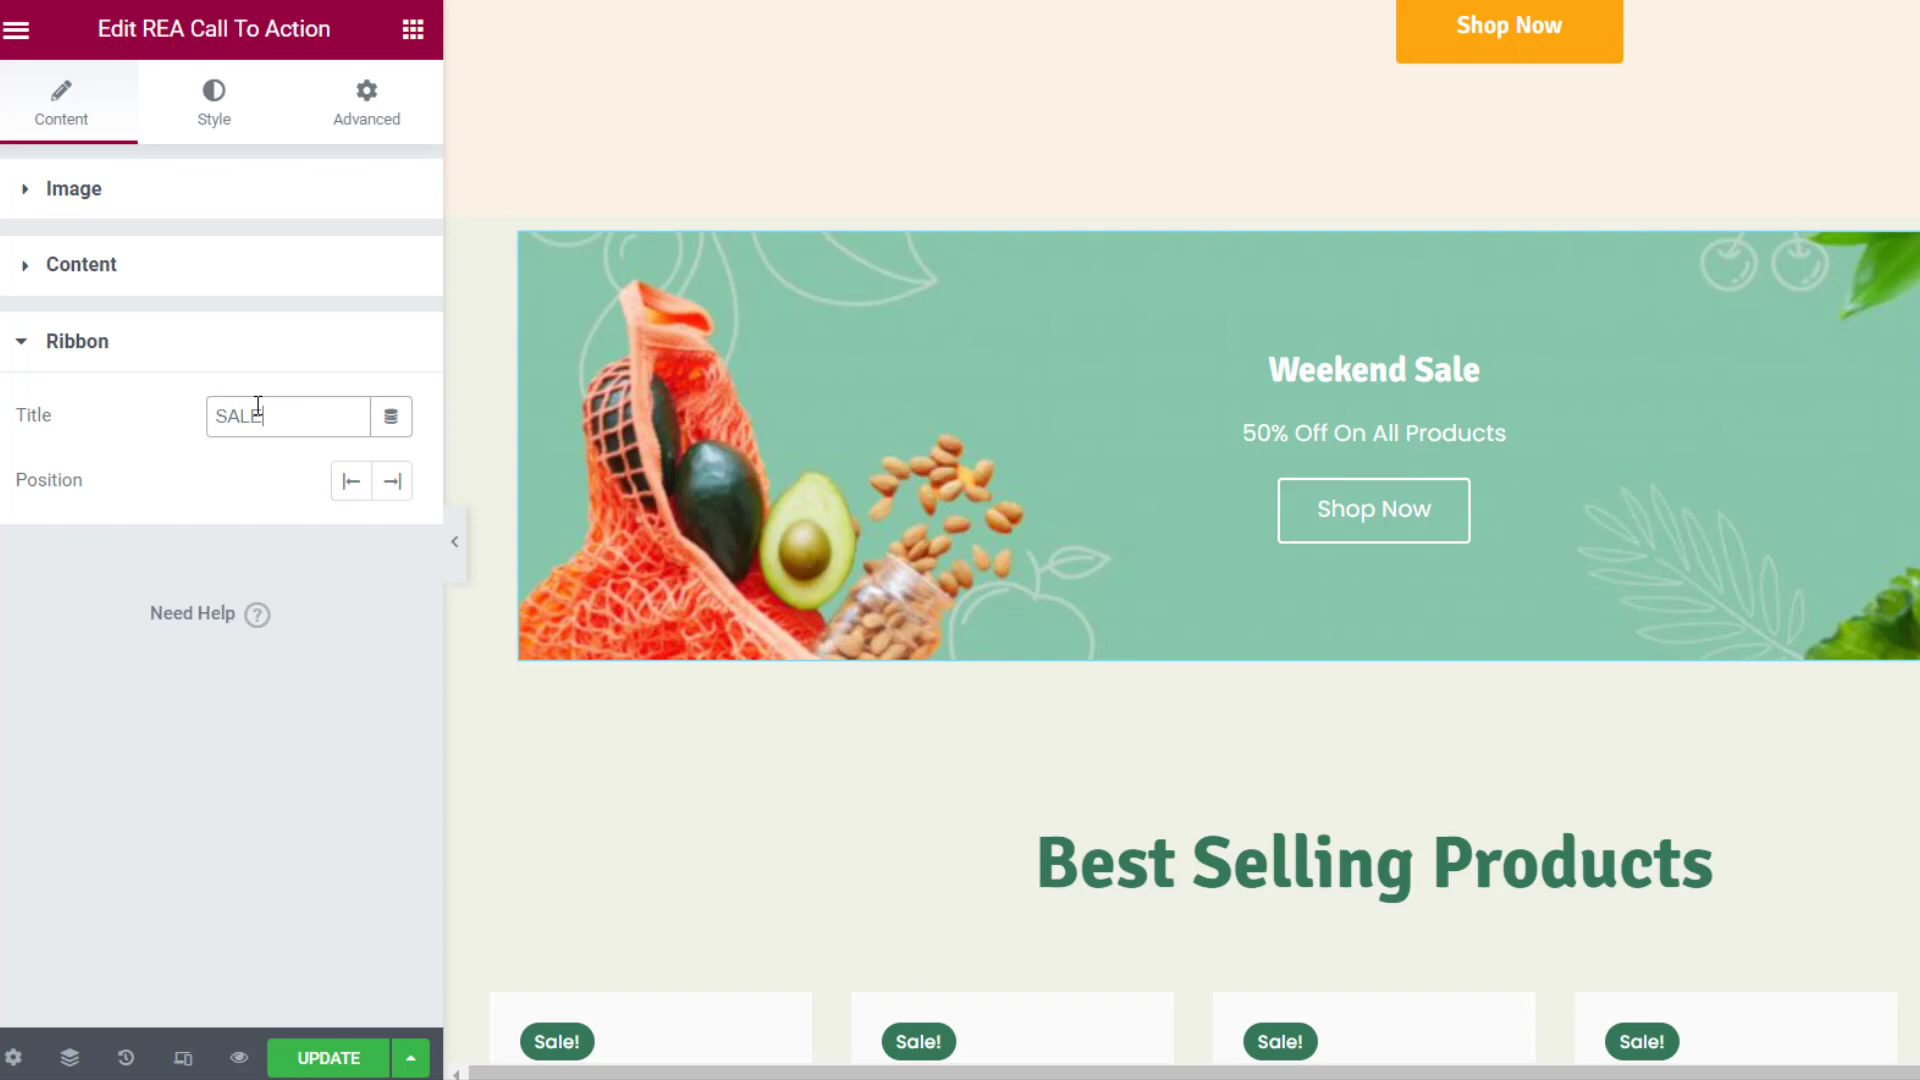 Edit REA Call To Action
Content
Style
Advanced
Image
Content
Ribbon
Title
SALE
Position
Need Help ?
UPDATE
Shop Now
Weekend Sale
50% Off On All Products
Shop Now
Best Selling Products
Sale!
Sale!
Sale!
Sale!